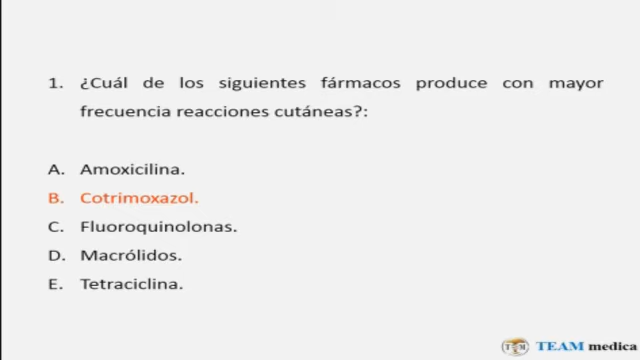 1. ¿Cuál de los siguientes fármacos produce con mayor
frecuencia reacciones cutáneas?:
A. Amoxicilina.
B. Cotrimoxazol.
C. Fluoroquinolonas.
D. Macrólidos.
E. Tetraciclina.
TEAM medica